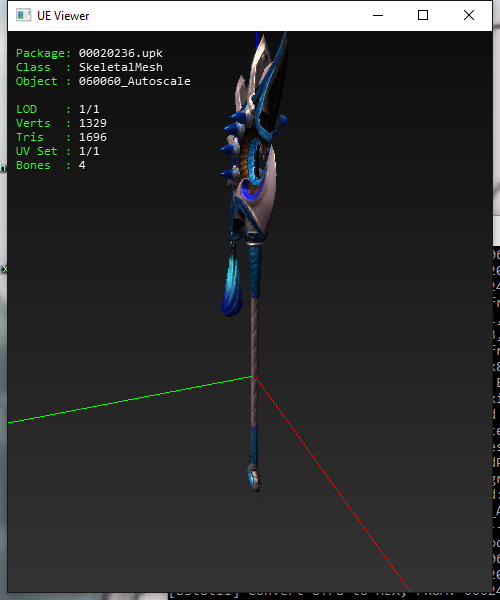 UE Viewer
Package: 00020236.upk
Class : SkeletalMesh
Object : 060060_Autoscale
LOD : 1/1
Verts : 1329
Tris : 1696
UV Set : 1/1
Bones : 4